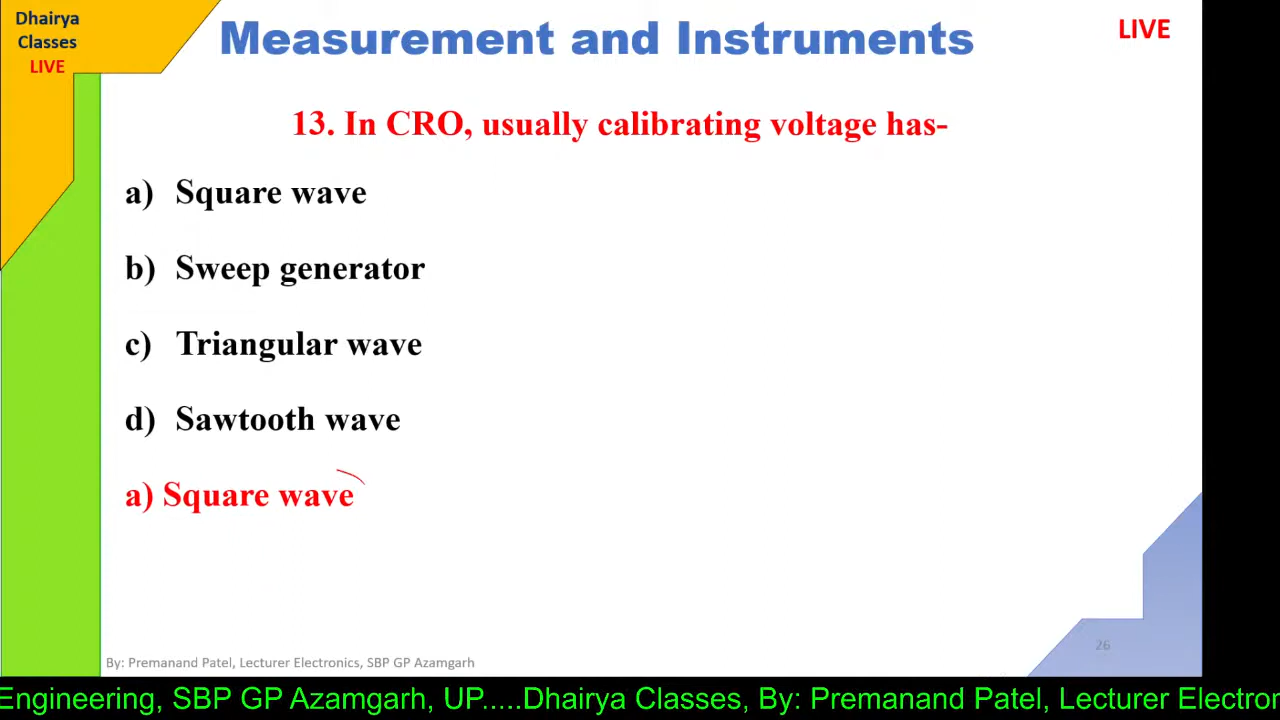 Dhairya
Classes
LIVE
Measurement and Instruments
LIVE
13. In CRO, usually calibrating voltage has-
a) Square wave
b) Sweep generator
c) Triangular wave
d) Sawtooth wave
a) Square wave
26
By: Premanand Patel, Lecturer Electronics, SBP GP Azamgarh
Engineering, SBP GP Azamgarh, UP.....Dhairya Classes, By: Premanand Patel, Lecturer Electron